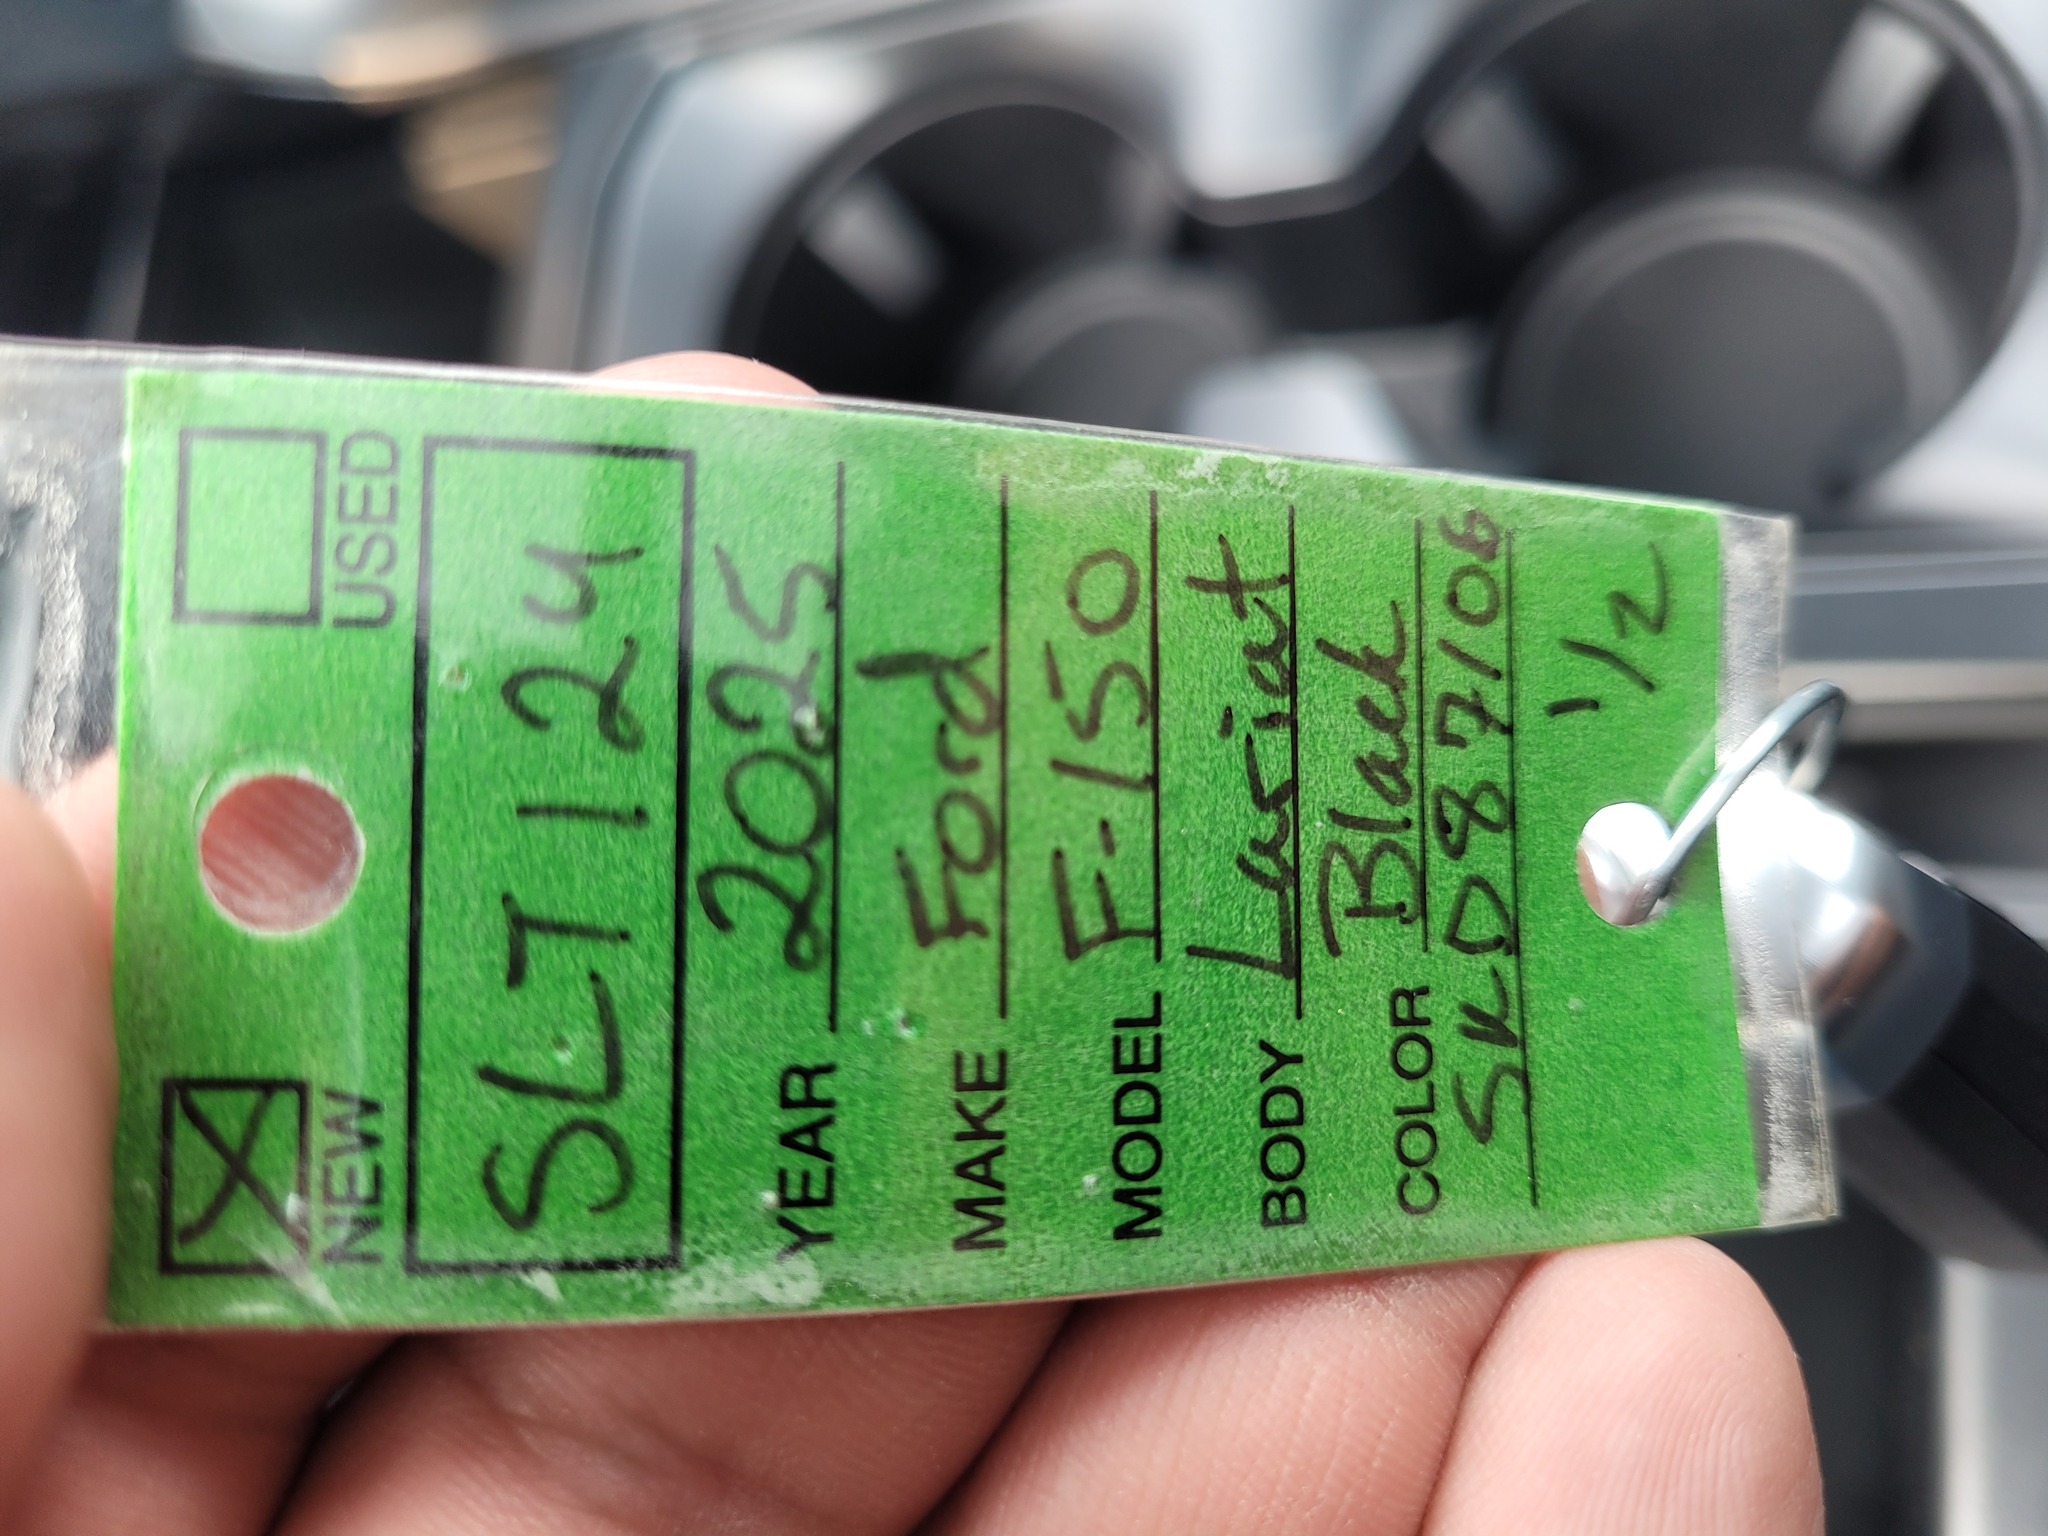 NEW USED
SLT124
YEAR 2025
MAKE Ford
MODEL F-150
BODY Lariat
COLOR Black
SKD87106
1/2